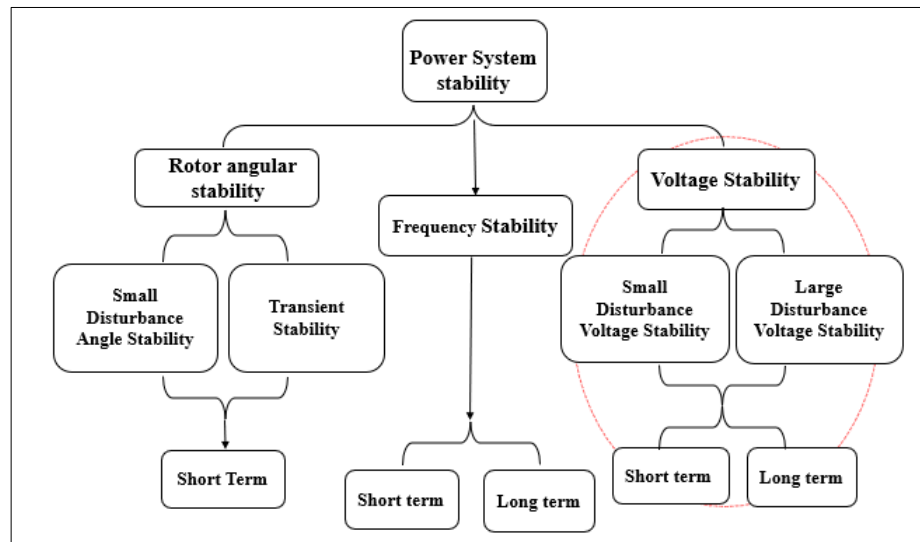 Power System
stability
Rotor angular
stability
Frequency Stability
Voltage Stability
Small
Disturbance
Angle Stability
Transient
Stability
Small
Disturbance
Voltage Stability
Large
Disturbance
Voltage Stability
Short Term
Short term
Long term
Short term
Long term